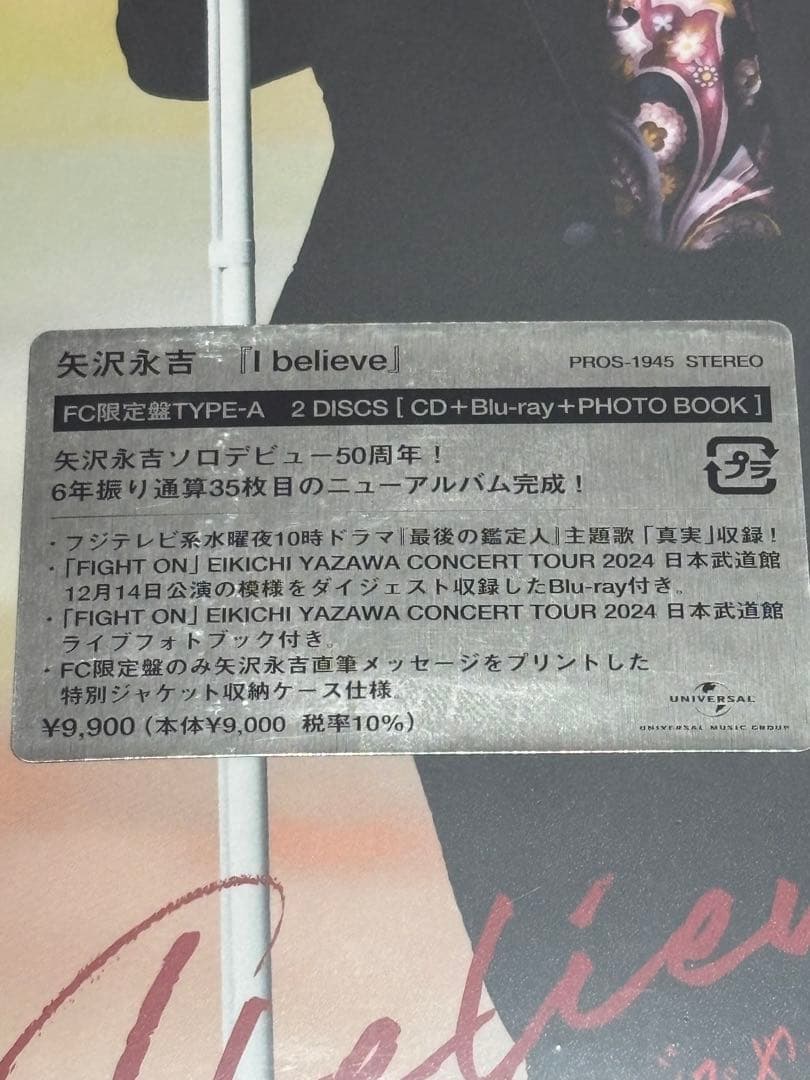 矢沢永吉 『I believe』 PROS-1945 STEREO
FC限定盤TYPE-A 2 DISCS [ CD+Blu-ray+PHOTO BOOK ]
矢沢永吉ソロデビュー50周年！
6年振り通算35枚目のニューアルバム完成！
プラ
・フジテレビ系水曜夜10時ドラマ『最後の鑑定人』主題歌「真実」収録！
・「FIGHT ON」EIKICHI YAZAWA CONCERT TOUR 2024 日本武道館
12月14日公演の模様をダイジェスト収録したBlu-ray付き。
・「FIGHT ON」EIKICHI YAZAWA CONCERT TOUR 2024 日本武道館
ライブフォトブック付き。
・FC限定盤のみ矢沢永吉直筆メッセージをプリントした
特別ジャケット収納ケース仕様。
¥9,900（本体¥9,000 税率10%）
UNIVERSAL
UNIVERSAL MUSIC GROUP